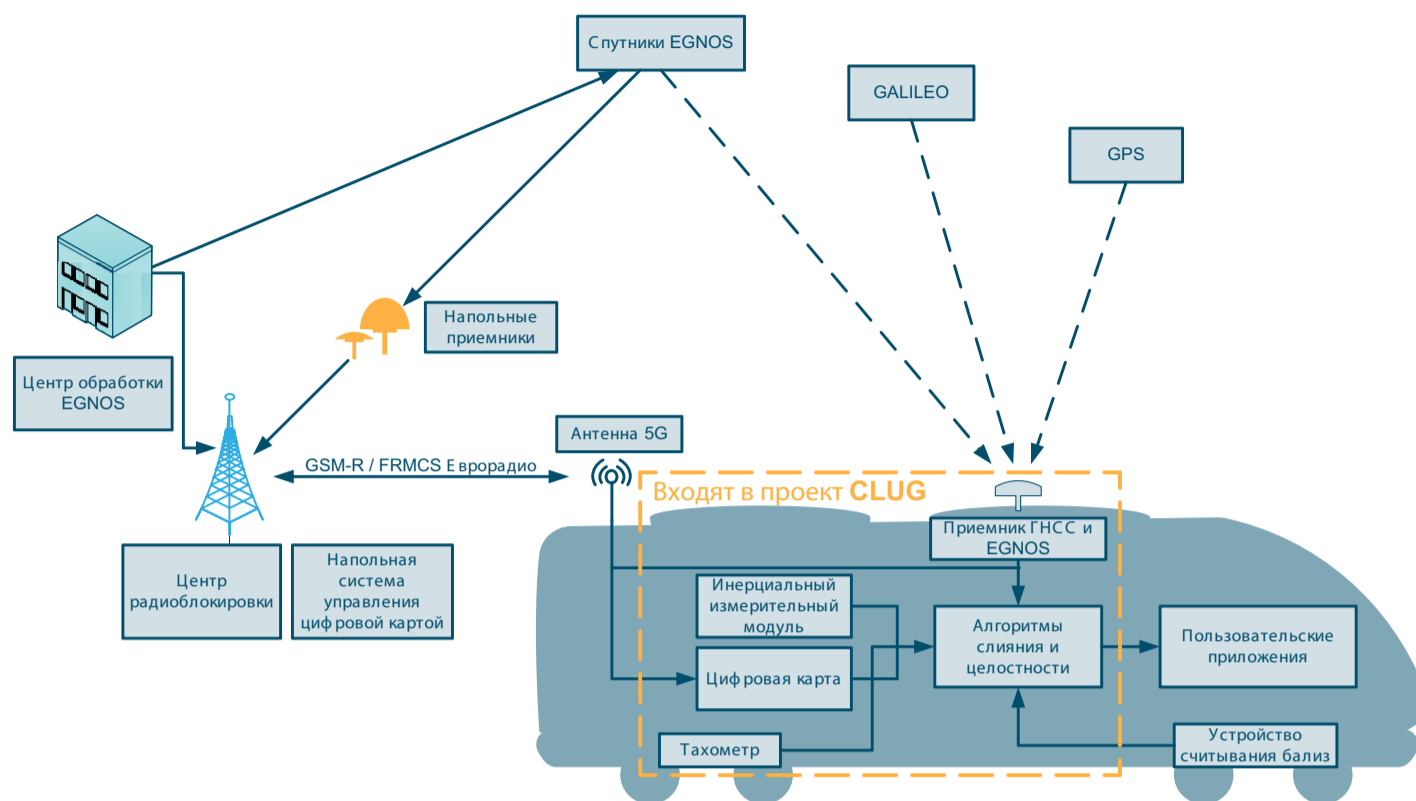 Спутники EGNOS
GALILEO
GPS
Напольные
приемники
Центр обработки
EGNOS
Антенна 5G
GSM-R / FRMCS Еврорадио
Входят в проект CLUG
Приемник ГНСС и
EGNOS
Центр
радиоблокировки
Напольная
система
управления
цифровой картой
Инерциальный
измерительный
модуль
Алгоритмы
слияния и
целостности
Пользовательские
приложения
Цифровая карта
Тахометр
Устройство
считывания бализ